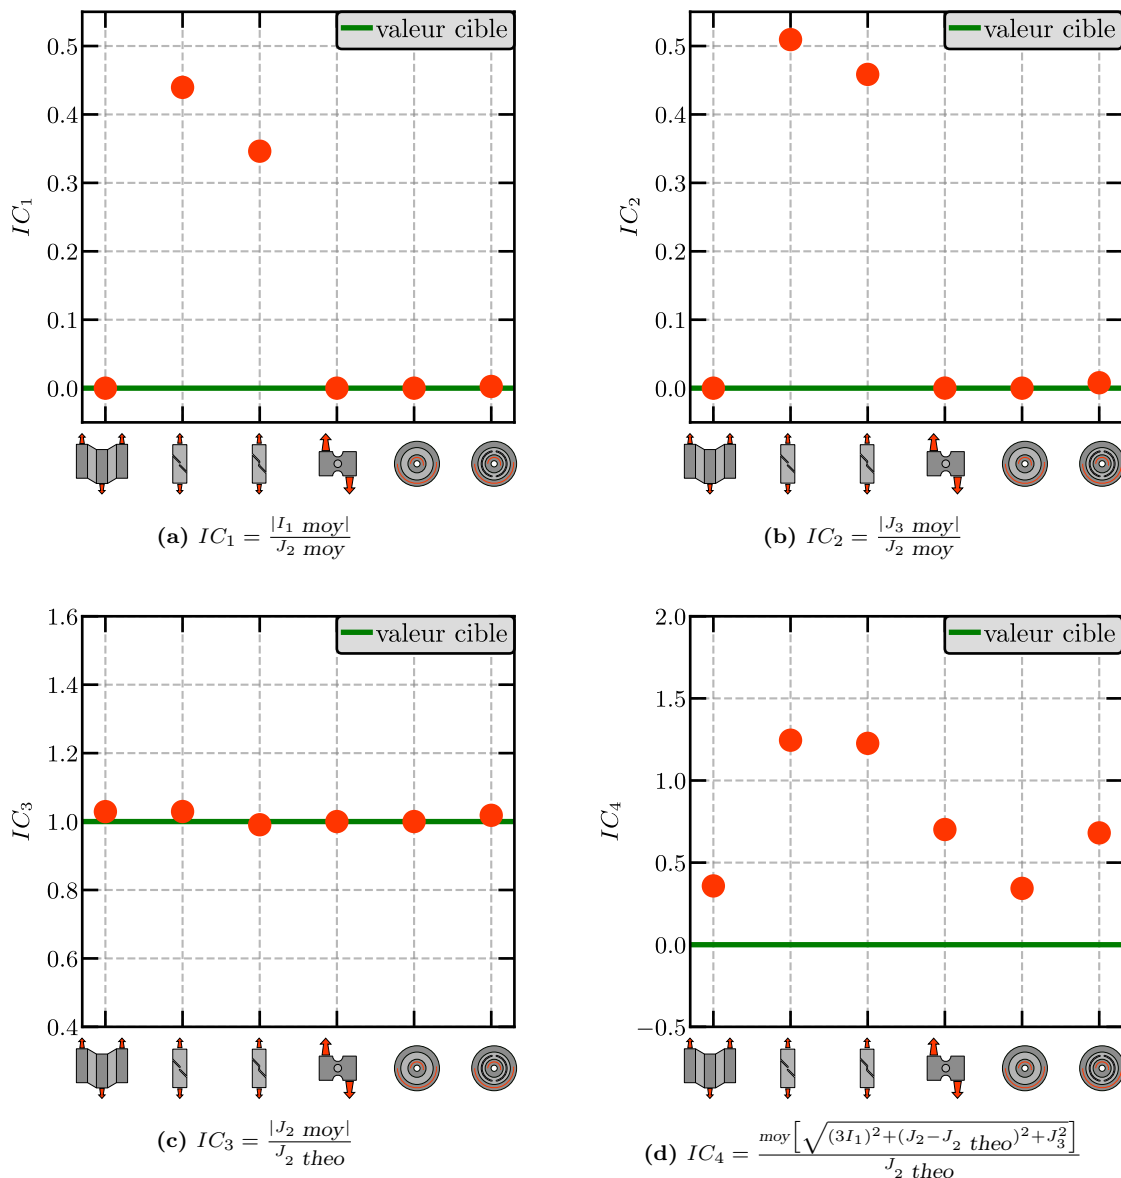 valeur cible
0.5
0.4
0.3
0.2
0.1
0.0
IC₁
(a) IC₁ = |I₁ moy| / J₂ moy
valeur cible
0.5
0.4
0.3
0.2
0.1
0.0
IC₂
(b) IC₂ = |J₃ moy| / J₂ moy
valeur cible
1.6
1.4
1.2
1.0
0.8
0.6
0.4
IC₃
(c) IC₃ = |J₂ moy| / J₂ theo
valeur cible
2.0
1.5
1.0
0.5
0.0
−0.5
IC₄
(d) IC₄ = moy[√((3I₁)²+(J₂−J₂ theo)²+J₃²)] / J₂ theo